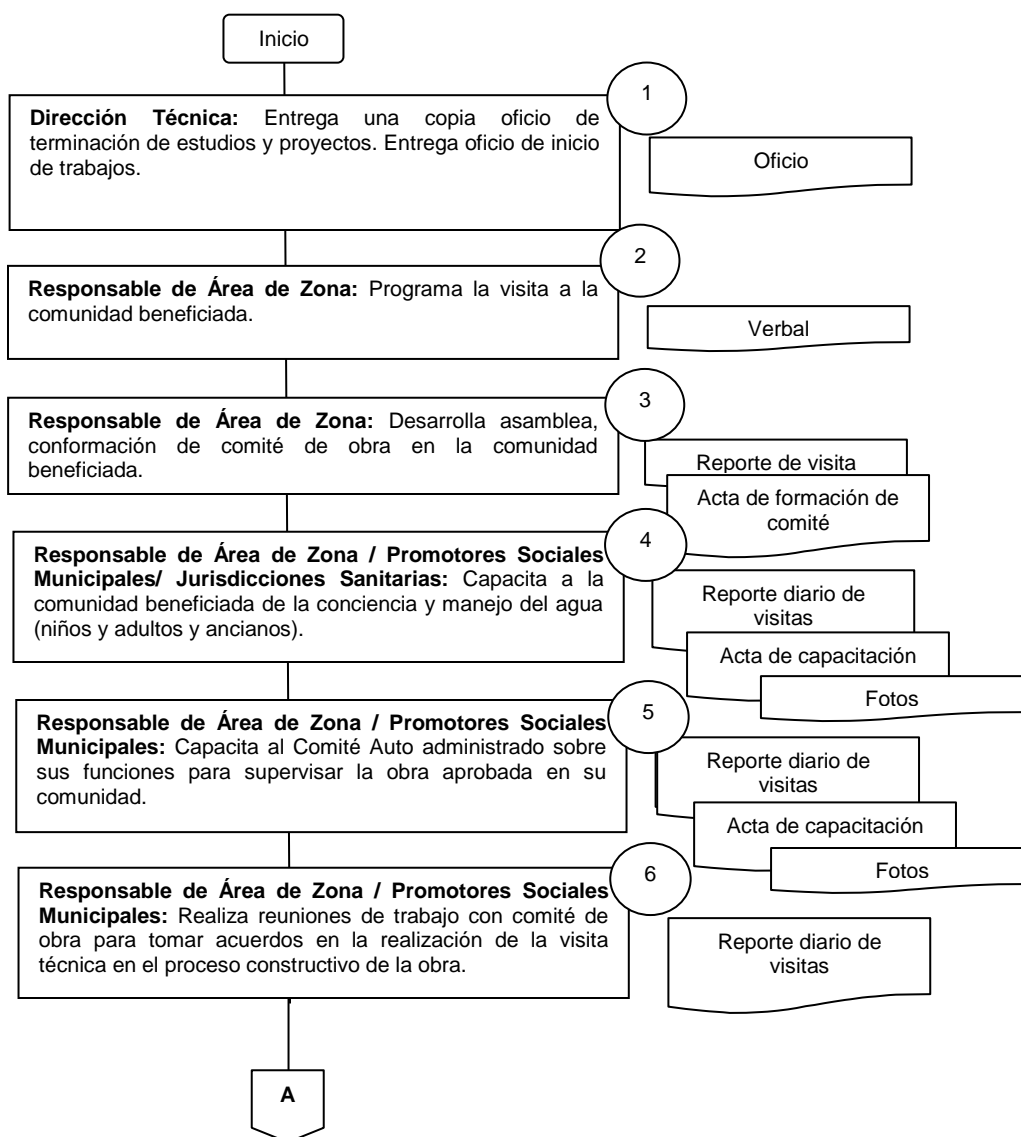 Inicio
1
Dirección Técnica: Entrega una copia oficio de
terminación de estudios y proyectos. Entrega oficio de inicio
de trabajos.
Oficio
2
Responsable de Área de Zona: Programa la visita a la
comunidad beneficiada.
Verbal
3
Responsable de Área de Zona: Desarrolla asamblea,
conformación de comité de obra en la comunidad
beneficiada.
Reporte de visita
Acta de formación de
comité
4
Responsable de Área de Zona / Promotores Sociales
Municipales/ Jurisdicciones Sanitarias: Capacita a la
comunidad beneficiada de la conciencia y manejo del agua
(niños y adultos y ancianos).
Reporte diario de
visitas
Acta de capacitación
Fotos
5
Responsable de Área de Zona / Promotores Sociales
Municipales: Capacita al Comité Auto administrado sobre
sus funciones para supervisar la obra aprobada en su
comunidad.
Reporte diario de
visitas
Acta de capacitación
Fotos
6
Responsable de Área de Zona / Promotores Sociales
Municipales: Realiza reuniones de trabajo con comité de
obra para tomar acuerdos en la realización de la visita
técnica en el proceso constructivo de la obra.
Reporte diario de
visitas
A